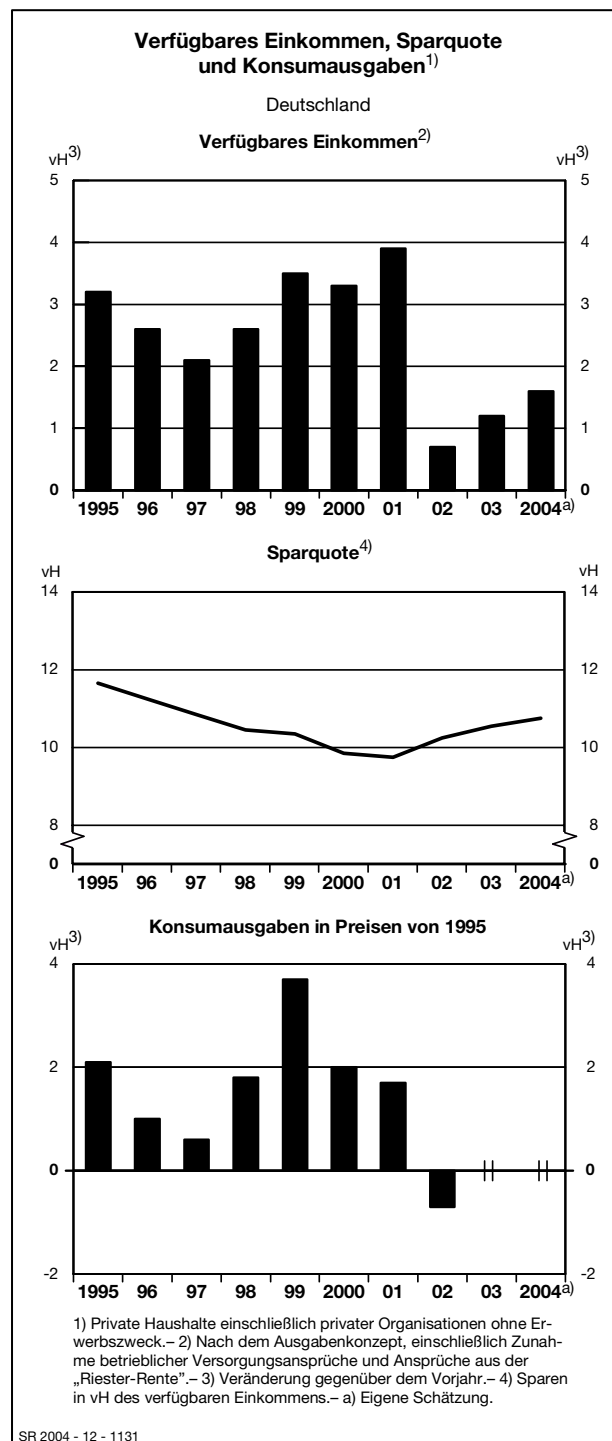 Verfügbares Einkommen, Sparquote
und Konsumausgaben1)
Deutschland
Verfügbares Einkommen2)
vH3) vH3)
5 5
4 4
3 3
2 2
1 1
0 0
1995 96 97 98 99 2000 01 02 03 2004a)
Sparquote4)
vH vH
14 14
12 12
10 10
8 8
0 0
1995 96 97 98 99 2000 01 02 03 2004a)
Konsumausgaben in Preisen von 1995
vH3) vH3)
4 4
2 2
0 0
-2 -2
1995 96 97 98 99 2000 01 02 03 2004a)
1) Private Haushalte einschließlich privater Organisationen ohne Er-
werbszweck.– 2) Nach dem Ausgabenkonzept, einschließlich Zunah-
me betrieblicher Versorgungsansprüche und Ansprüche aus der
„Riester-Rente”.– 3) Veränderung gegenüber dem Vorjahr.– 4) Sparen
in vH des verfügbaren Einkommens.– a) Eigene Schätzung.
SR 2004 - 12 - 1131